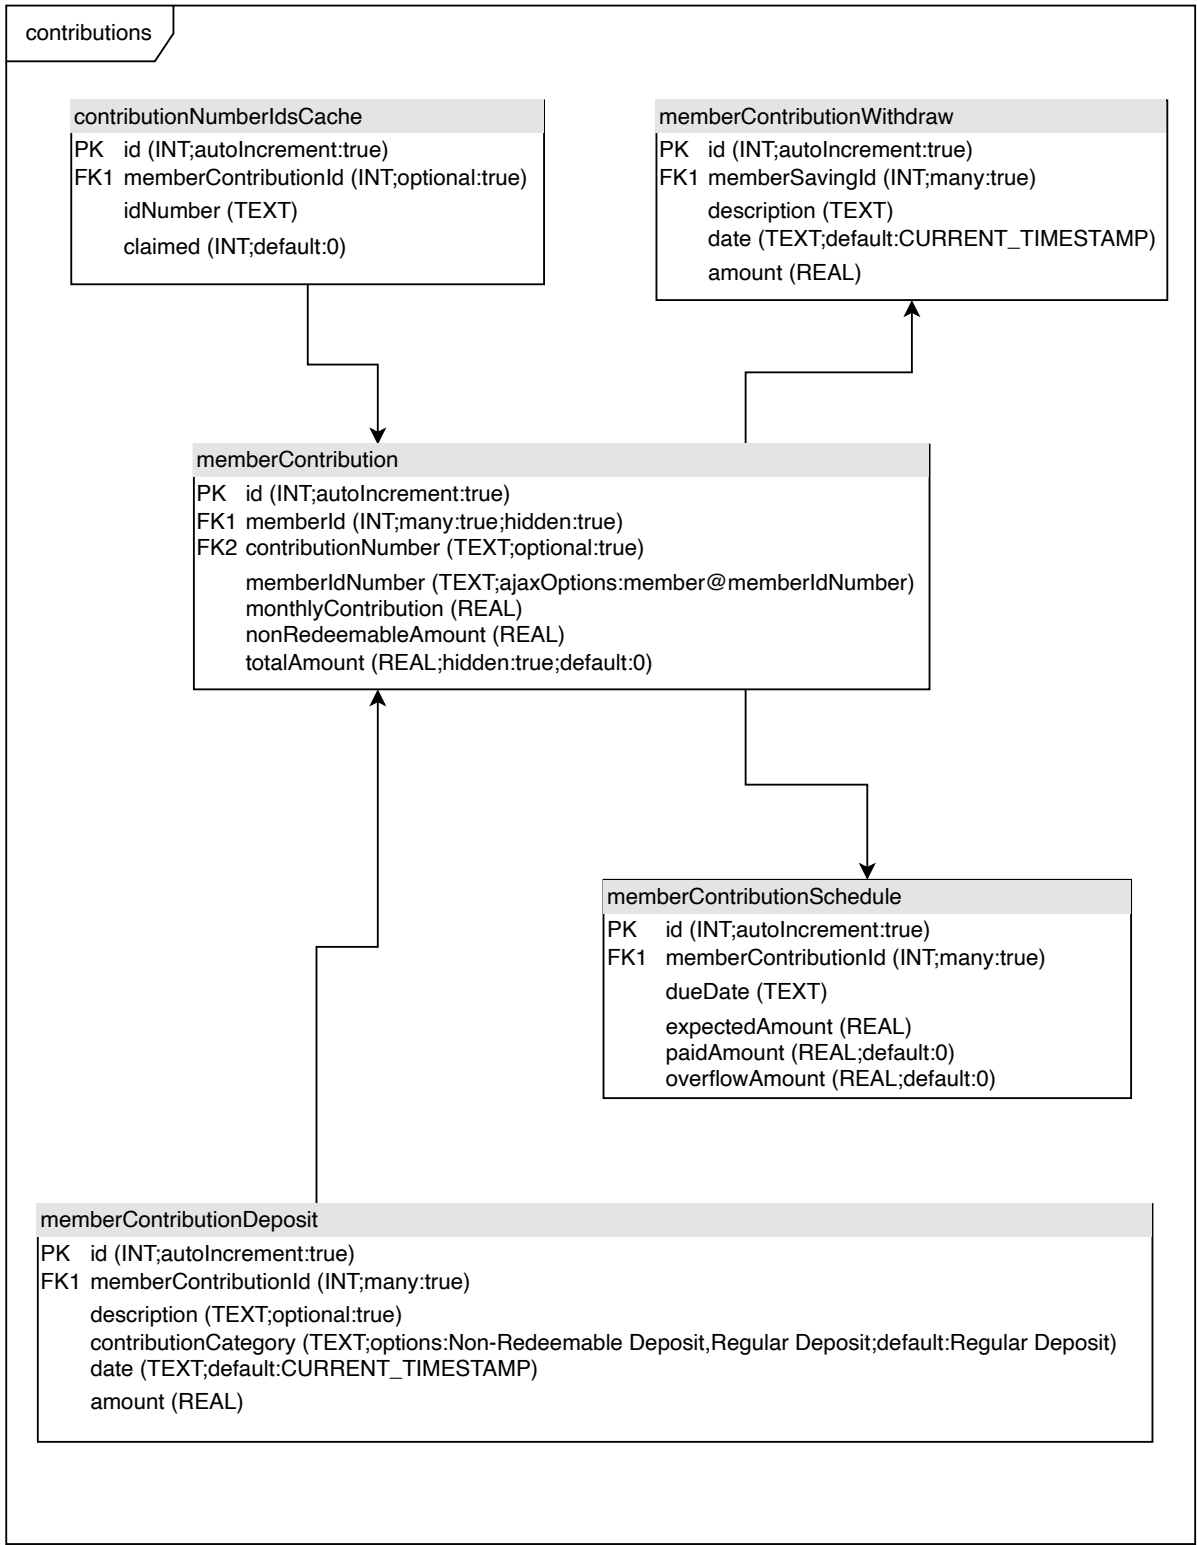 contributions
contributionNumberIdsCache
PK id (INT;autoIncrement:true)
FK1 memberContributionId (INT;optional:true)
idNumber (TEXT)
claimed (INT;default:0)
memberContributionWithdraw
PK id (INT;autoIncrement:true)
FK1 memberSavingId (INT;many:true)
description (TEXT)
date (TEXT;default:CURRENT_TIMESTAMP)
amount (REAL)
memberContribution
PK id (INT;autoIncrement:true)
FK1 memberId (INT;many:true;hidden:true)
FK2 contributionNumber (TEXT;optional:true)
memberIdNumber (TEXT;ajaxOptions:member@memberIdNumber)
monthlyContribution (REAL)
nonRedeemableAmount (REAL)
totalAmount (REAL;hidden:true;default:0)
memberContributionSchedule
PK id (INT;autoIncrement:true)
FK1 memberContributionId (INT;many:true)
dueDate (TEXT)
expectedAmount (REAL)
paidAmount (REAL;default:0)
overflowAmount (REAL;default:0)
memberContributionDeposit
PK id (INT;autoIncrement:true)
FK1 memberContributionId (INT;many:true)
description (TEXT;optional:true)
contributionCategory (TEXT;options:Non-Redeemable Deposit,Regular Deposit;default:Regular Deposit)
date (TEXT;default:CURRENT_TIMESTAMP)
amount (REAL)